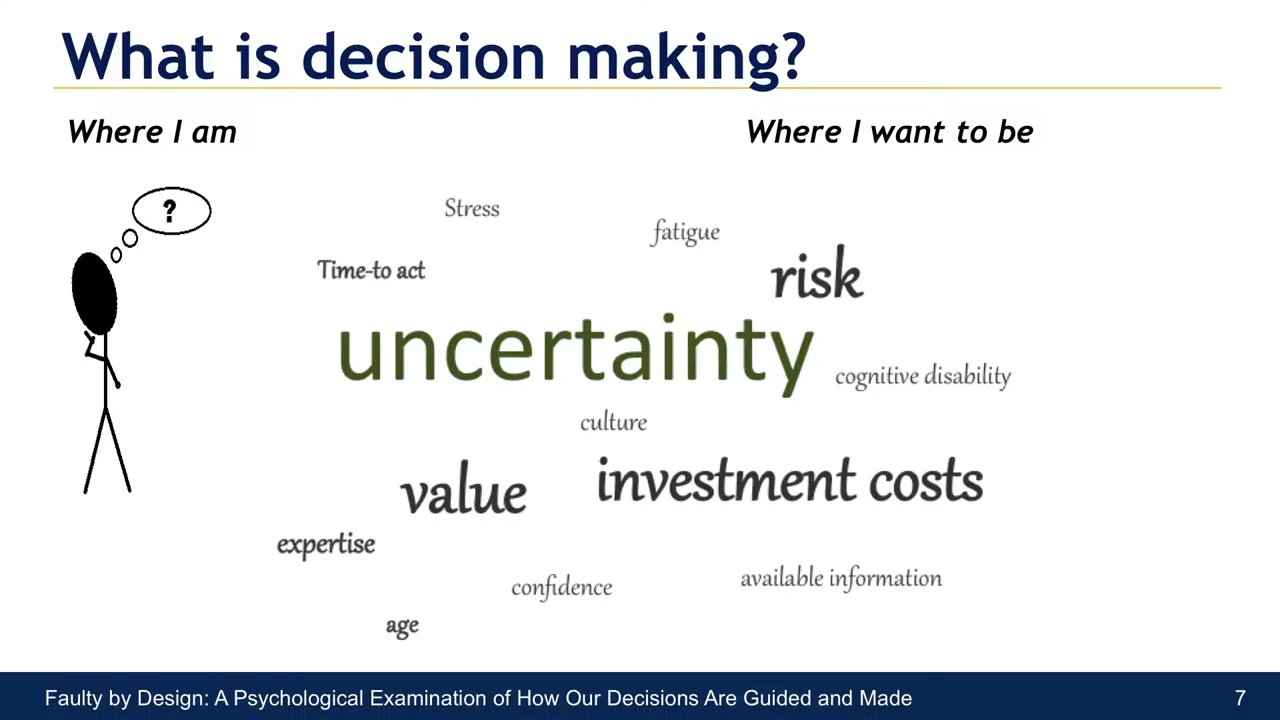 What is decision making?
Where I am
Where I want to be
?
Stress
fatigue
Time-to act
risk
uncertainty
cognitive disability
culture
value
investment costs
expertise
confidence
available information
age
Faulty by Design: A Psychological Examination of How Our Decisions Are Guided and Made
7